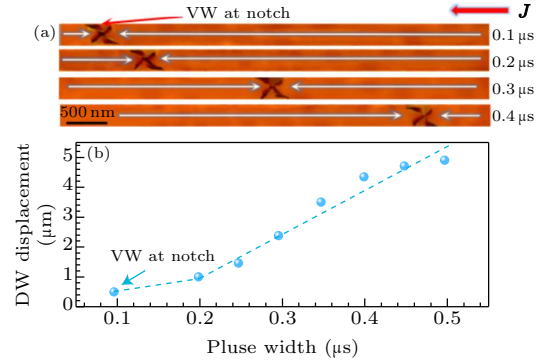 VW at notch
J
(a)
0.1 μs
0.2 μs
0.3 μs
500 nm
0.4 μs
(b)
5
4
3
2
1
0
DW displacement
(μm)
VW at notch
0.1
0.2
0.3
0.4
0.5
Pluse width (μs)